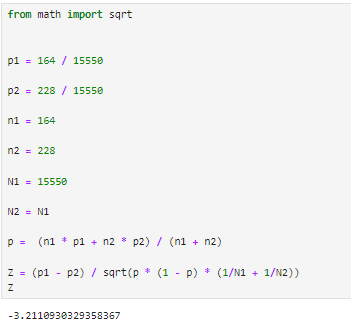 from math import sqrt
p1 = 164 / 15550
p2 = 228 / 15550
n1 = 164
n2 = 228
N1 = 15550
N2 = N1
p =  (n1 * p1 + n2 * p2) / (n1 + n2)
Z = (p1 - p2) / sqrt(p * (1 - p) * (1/N1 + 1/N2))
Z
-3.2110930329358367